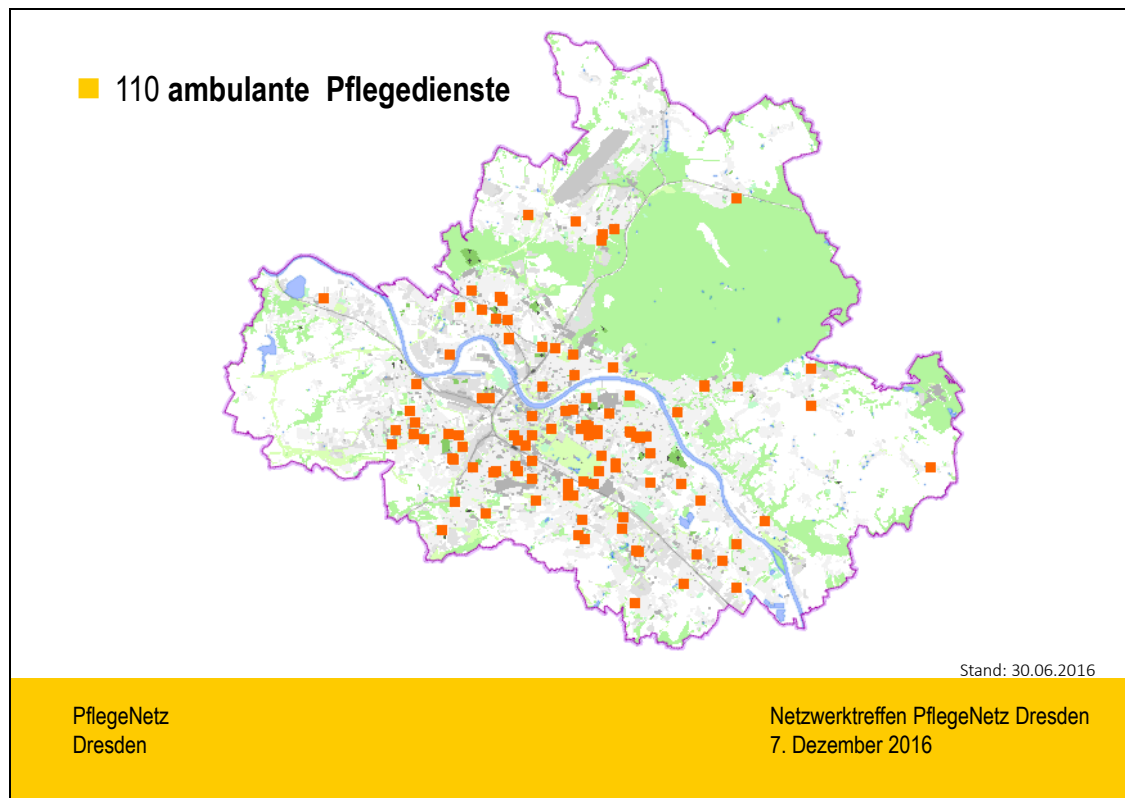 110 ambulante Pflegedienste
Stand: 30.06.2016
PflegeNetz
Dresden
Netzwerktreffen PflegeNetz Dresden
7. Dezember 2016